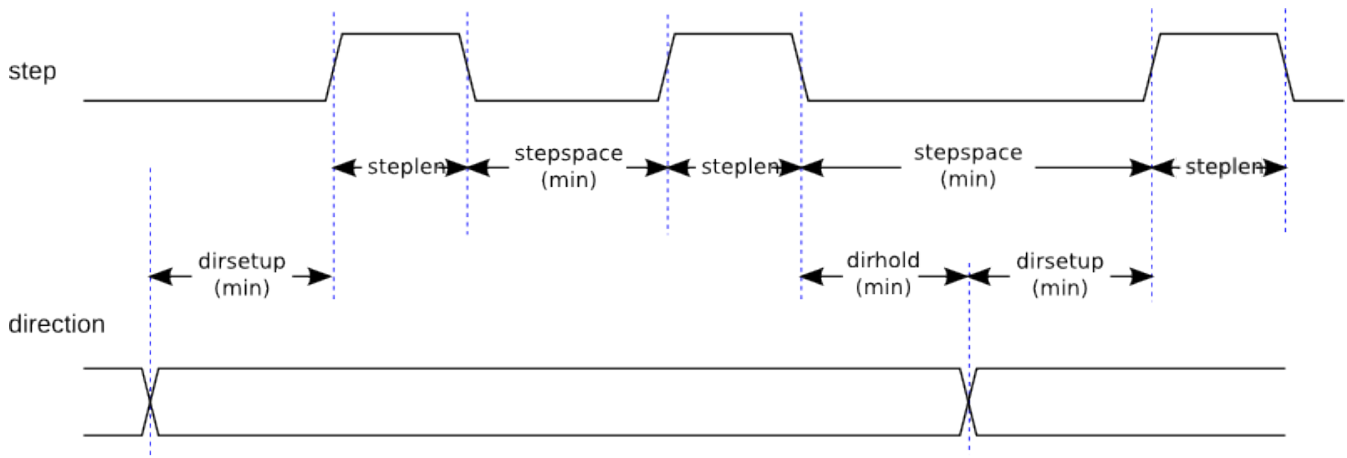 step
steplen
stepspace
(min)
steplen
stepspace
(min)
steplen
dirsetup
(min)
dirhold
(min)
dirsetup
(min)
direction